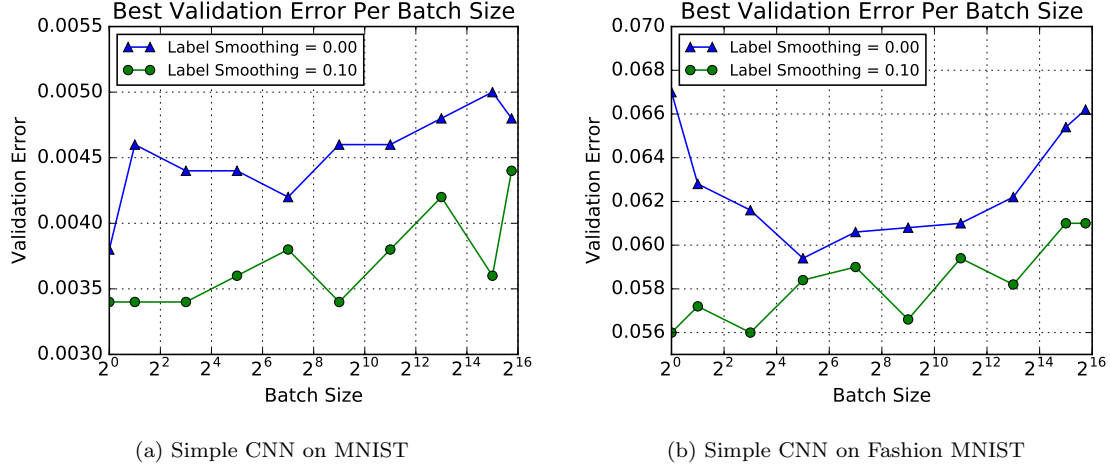 Best Validation Error Per Batch Size
0.0055
0.0050
0.0045
0.0040
0.0035
0.0030
Validation Error
Label Smoothing = 0.00
Label Smoothing = 0.10
2^0 2^2 2^4 2^6 2^8 2^10 2^12 2^14 2^16
Batch Size
(a) Simple CNN on MNIST
Best Validation Error Per Batch Size
0.070
0.068
0.066
0.064
0.062
0.060
0.058
0.056
Validation Error
Label Smoothing = 0.00
Label Smoothing = 0.10
2^0 2^2 2^4 2^6 2^8 2^10 2^12 2^14 2^16
Batch Size
(b) Simple CNN on Fashion MNIST